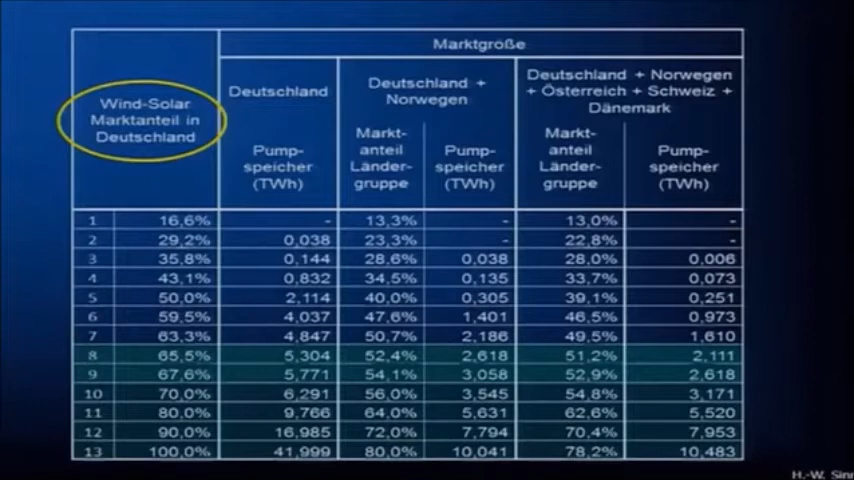 Marktgröße
Wind-Solar
Marktanteil in
Deutschland
Deutschland
Deutschland +
Norwegen
Deutschland + Norwegen
+ Österreich + Schweiz +
Dänemark
Pump-
speicher
(TWh)
Markt-
anteil
Länder-
gruppe
Pump-
speicher
(TWh)
Markt-
anteil
Länder-
gruppe
Pump-
speicher
(TWh)
1 16,6% - 13,3% - 13,0% -
2 29,2% 0,038 23,3% - 22,8% -
3 35,8% 0,144 28,6% 0,038 28,0% 0,006
4 43,1% 0,832 34,5% 0,135 33,7% 0,073
5 50,0% 2,114 40,0% 0,305 39,1% 0,251
6 59,5% 4,037 47,6% 1,401 46,5% 0,973
7 63,3% 4,847 50,7% 2,186 49,5% 1,610
8 65,5% 5,304 52,4% 2,618 51,2% 2,111
9 67,6% 5,771 54,1% 3,058 52,9% 2,618
10 70,0% 6,291 56,0% 3,545 54,8% 3,171
11 80,0% 9,766 64,0% 5,631 62,6% 5,520
12 90,0% 16,985 72,0% 7,794 70,4% 7,953
13 100,0% 41,999 80,0% 10,041 78,2% 10,483
H.-W. Sinn